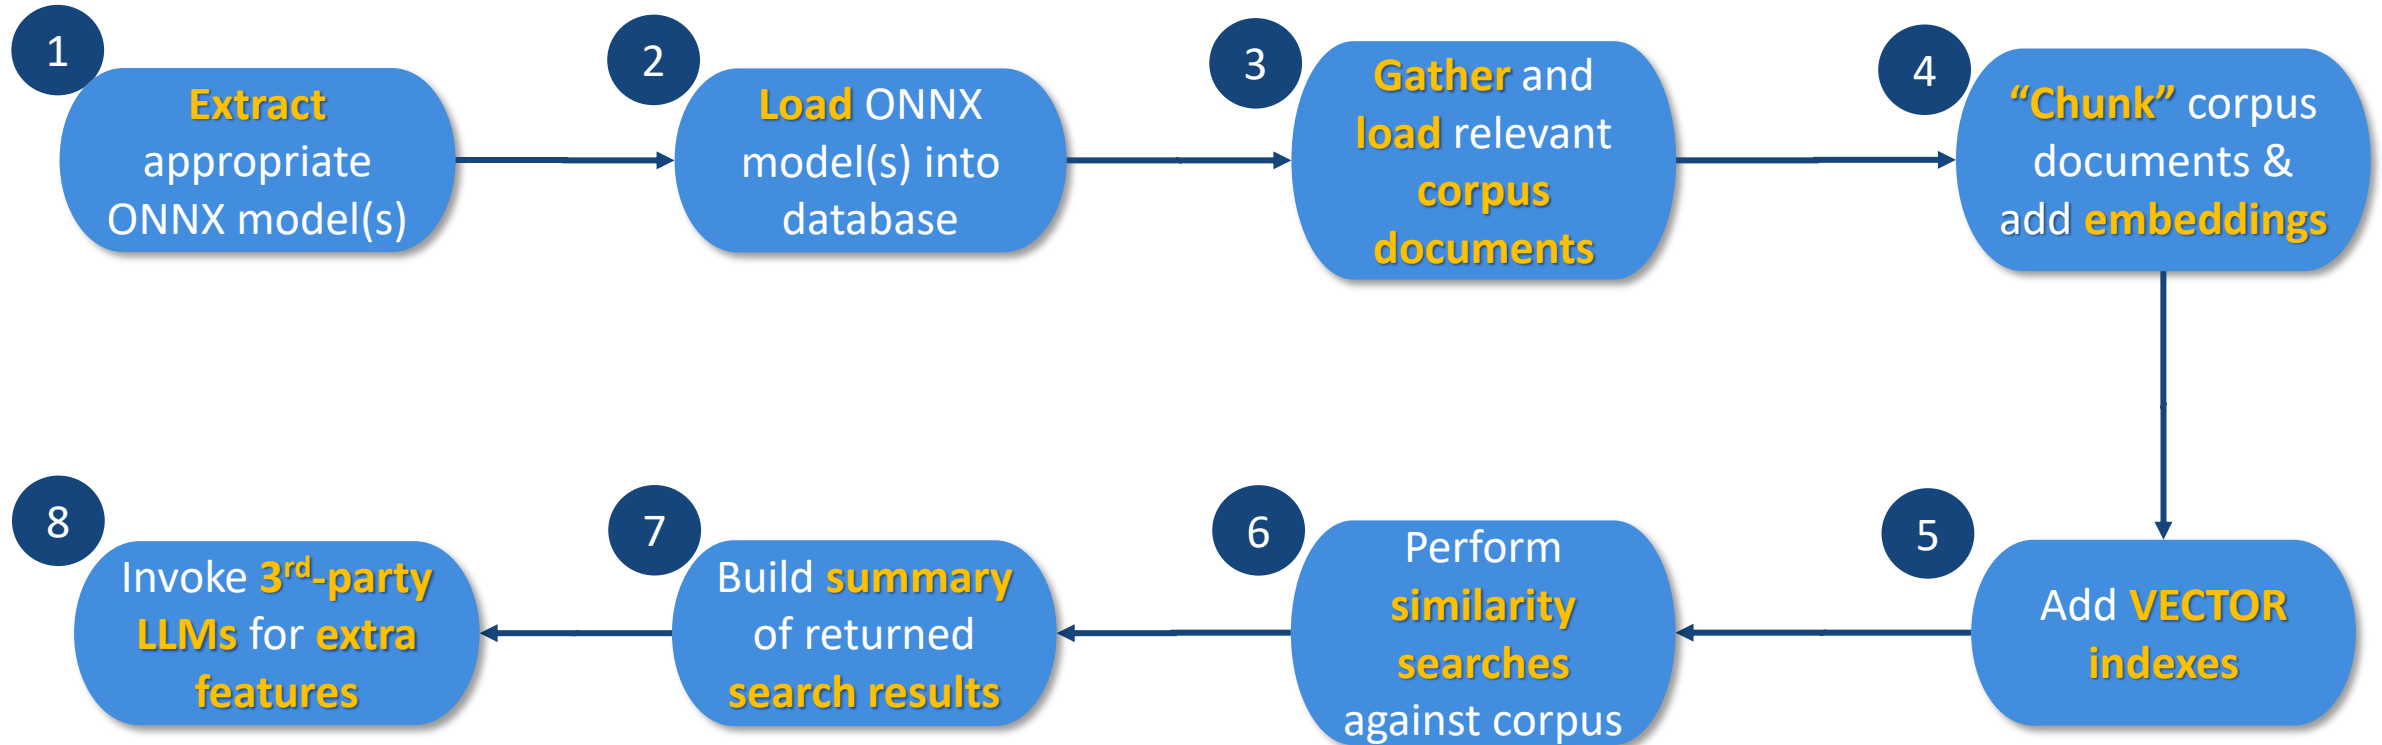 1
Extract
appropriate
ONNX model(s)
2
Load ONNX
model(s) into
database
3
Gather and
load relevant
corpus
documents
4
“Chunk” corpus
documents &
add embeddings
5
Add VECTOR
indexes
6
Perform
similarity
searches
against corpus
7
Build summary
of returned
search results
8
Invoke 3rd-party
LLMs for extra
features